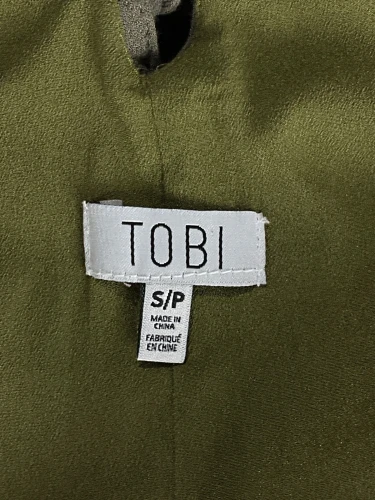 TOBI
S/P
MADE IN
CHINA
FABRIQUÉ
EN CHINE